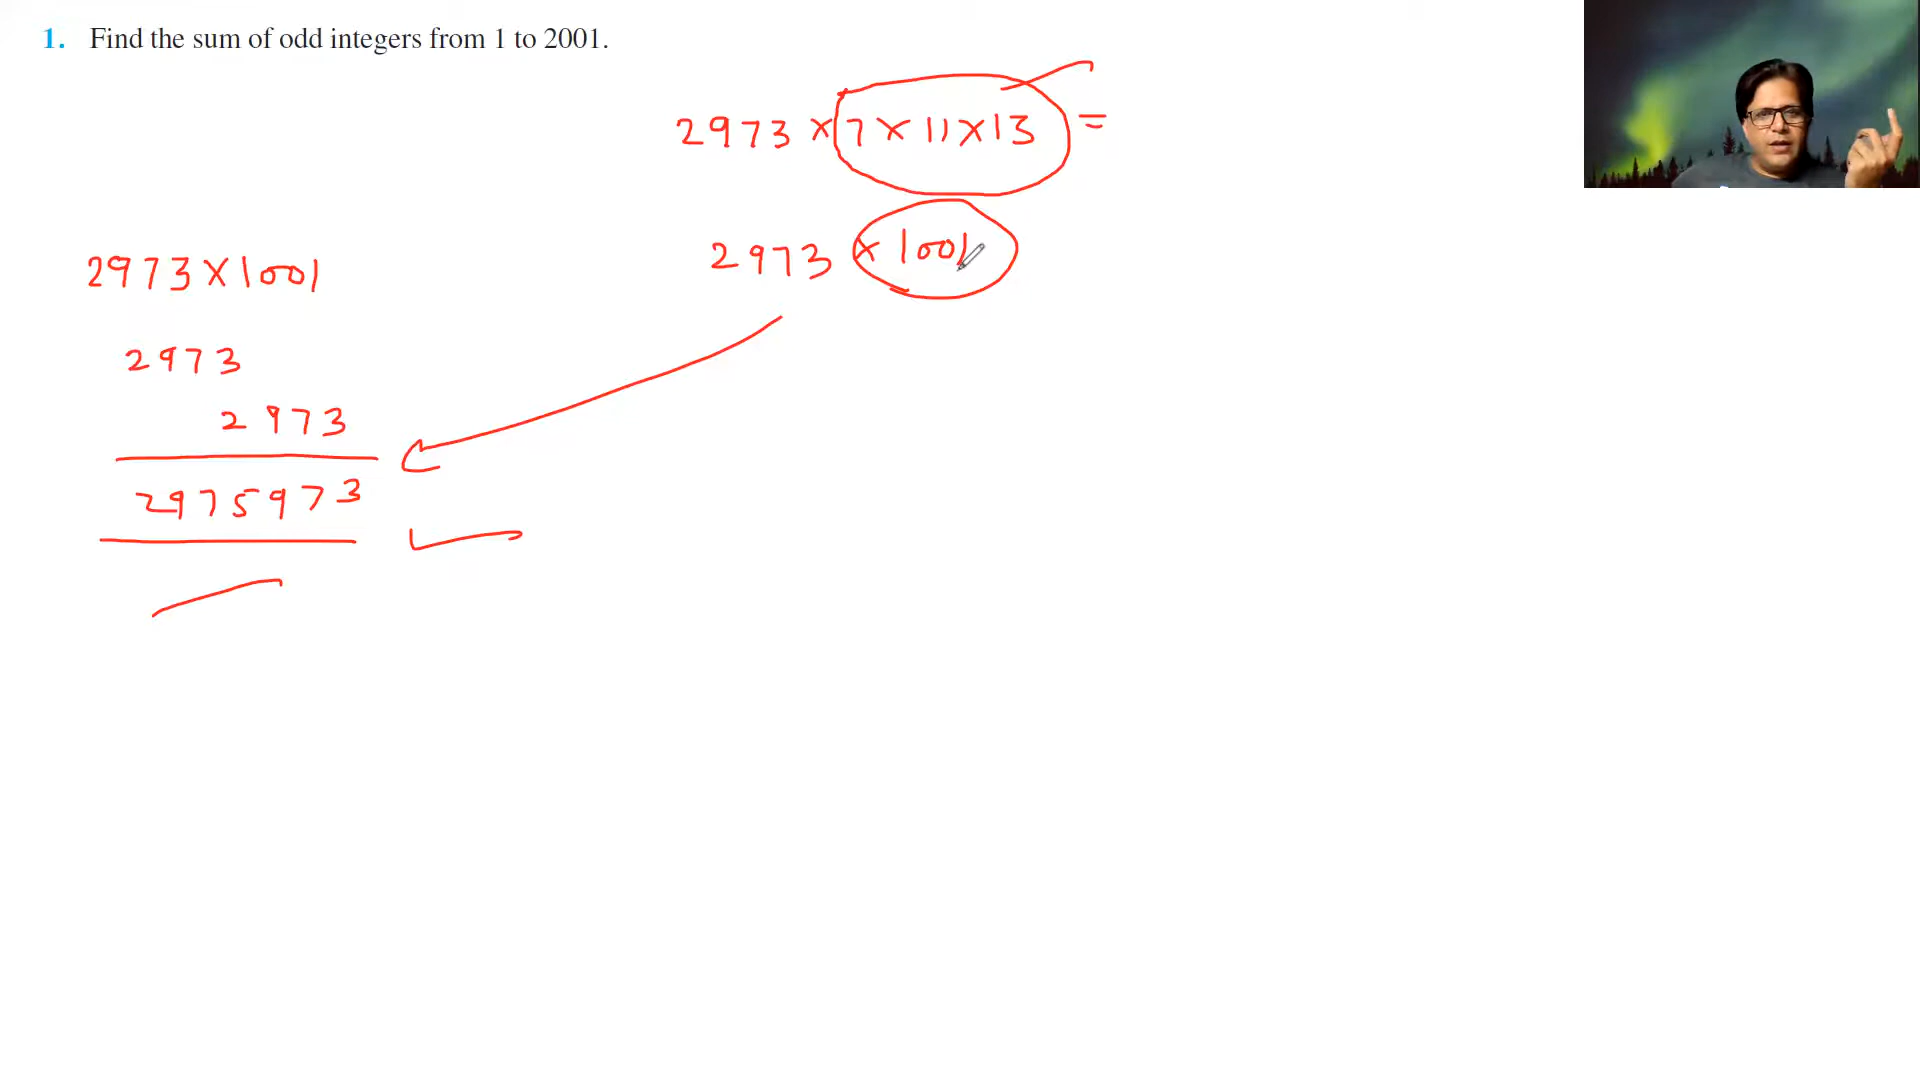 1. Find the sum of odd integers from 1 to 2001.
2973 × 7 × 11 × 13 =
2973 × 1001
2973 × 1001
2973
2973
2975973